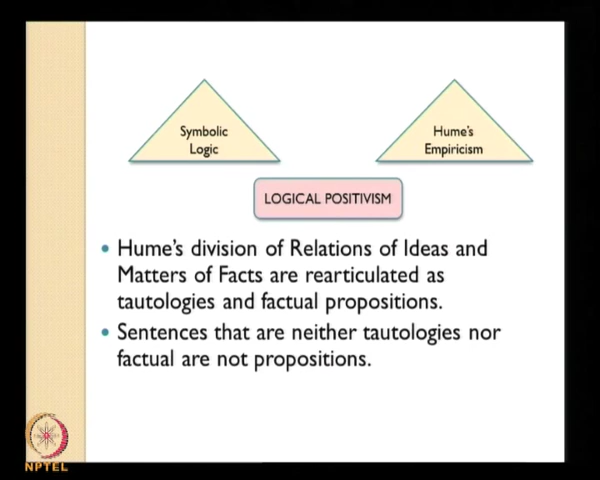 Symbolic
Logic
Hume's
Empiricism
LOGICAL POSITIVISM
• Hume's division of Relations of Ideas and
Matters of Facts are rearticulated as
tautologies and factual propositions.
• Sentences that are neither tautologies nor
factual are not propositions.
NPTEL